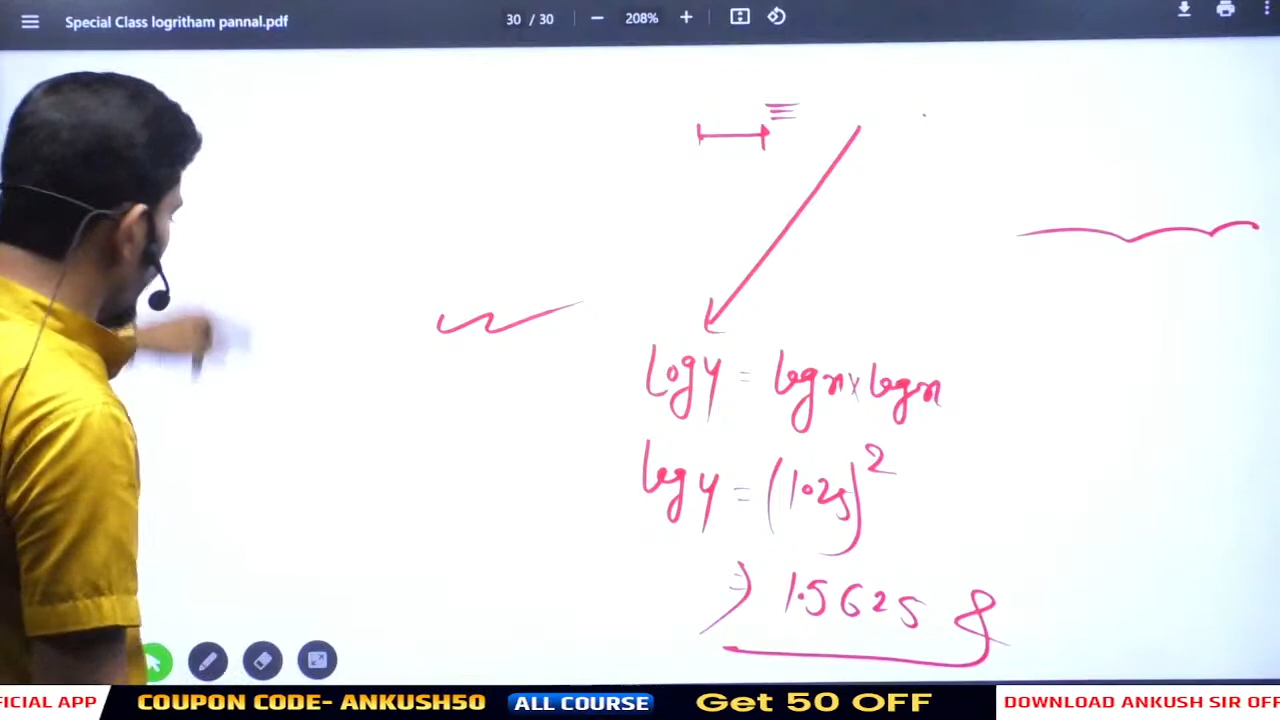 Special Class logritham pannal.pdf
30 / 30
208%
log y = log n × log n
log y = (1.25)²
⇒ 1.5625
FICIAL APP
COUPON CODE- ANKUSH50
ALL COURSE
Get 50 OFF
DOWNLOAD ANKUSH SIR OFF